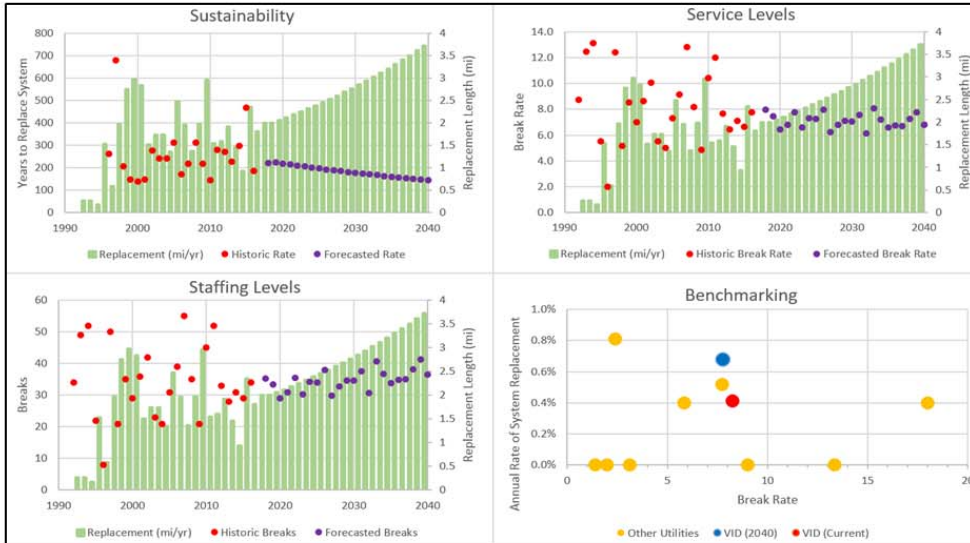 Sustainability
Years to Replace System
800
700
600
500
400
300
200
100
0
4
3.5
3
2.5
2
1.5
1
0.5
0
Replacement Length (mi)
1990 2000 2010 2020 2030 2040
Replacement (mi/yr) Historic Rate Forecasted Rate
Service Levels
Break Rate
14.0
12.0
10.0
8.0
6.0
4.0
2.0
0.0
4
3.5
3
2.5
2
1.5
1
0.5
0
Replacement Length (mi)
1990 2000 2010 2020 2030 2040
Replacement (mi/yr) Historic Break Rate Forecasted Break Rate
Staffing Levels
Breaks
60
50
40
30
20
10
0
4
3.5
3
2.5
2
1.5
1
0.5
0
Replacement Length (mi)
1990 2000 2010 2020 2030 2040
Replacement (mi/yr) Historic Breaks Forecasted Breaks
Benchmarking
Annual Rate of System Replacement
1.0%
0.8%
0.6%
0.4%
0.2%
0.0%
0 5 10 15 20
Break Rate
Other Utilities VID (2040) VID (Current)